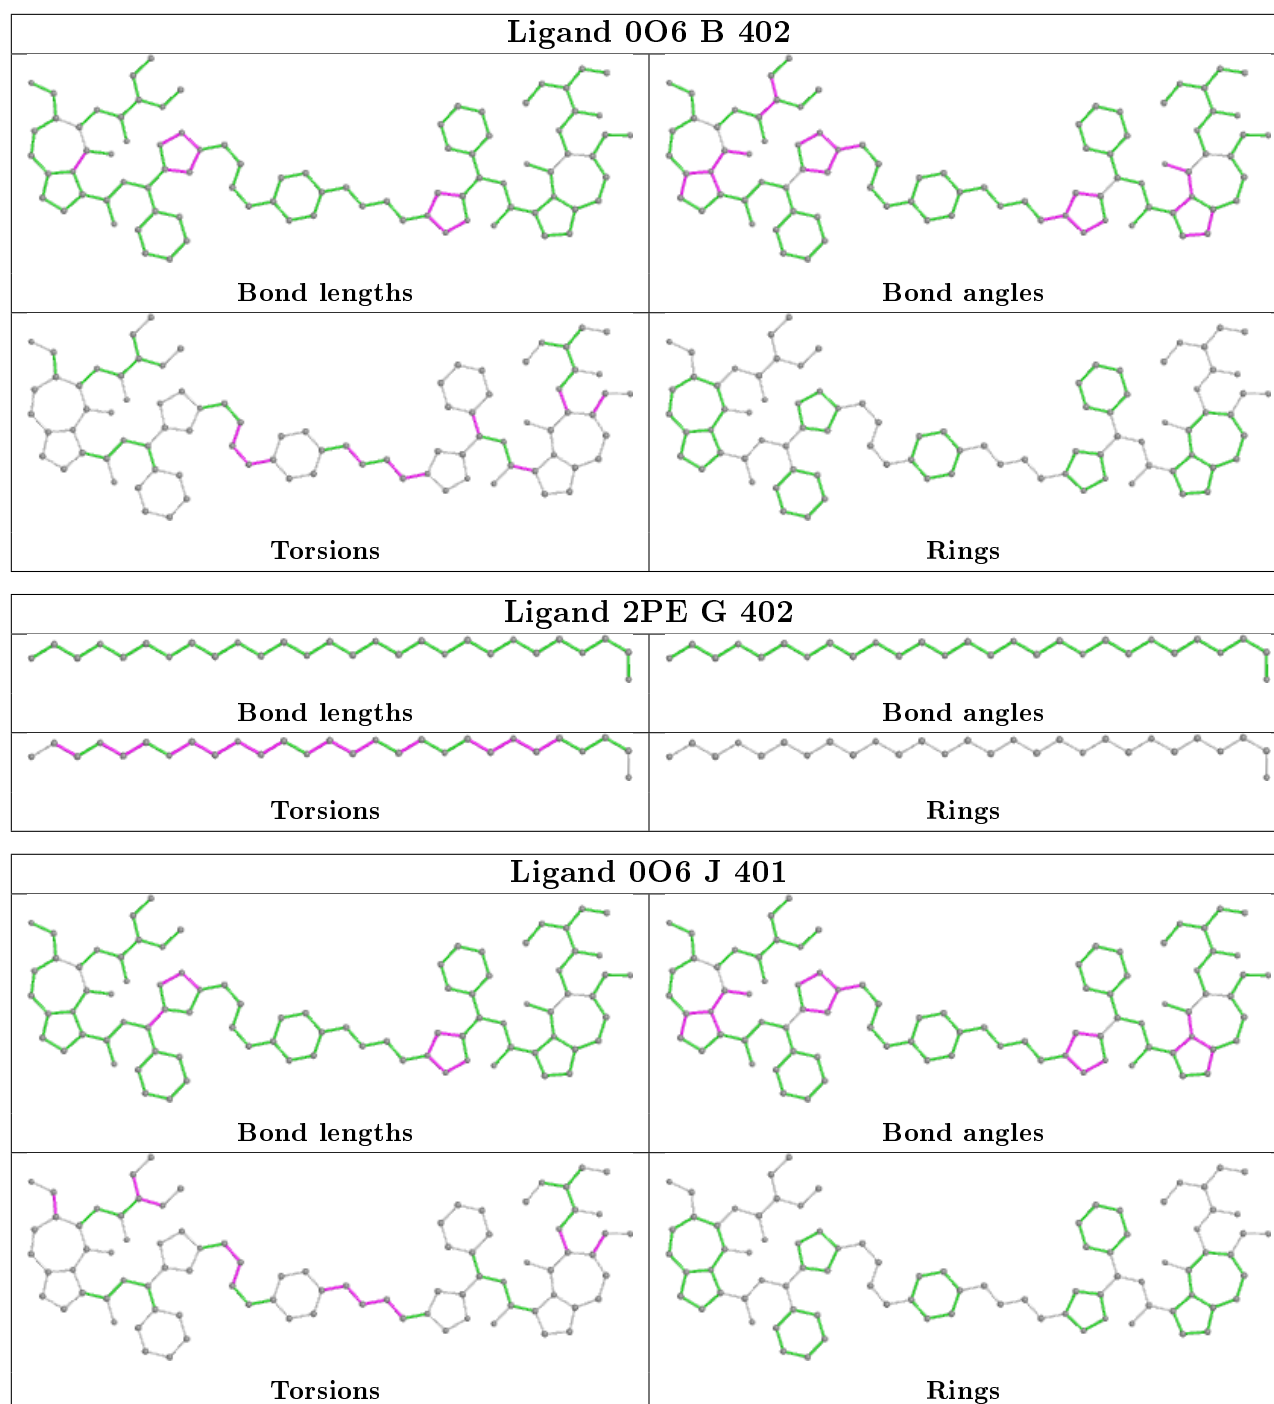 Ligand 0O6 B 402
Bond lengths
Bond angles
Torsions
Rings
Ligand 2PE G 402
Bond lengths
Bond angles
Torsions
Rings
Ligand 0O6 J 401
Bond lengths
Bond angles
Torsions
Rings